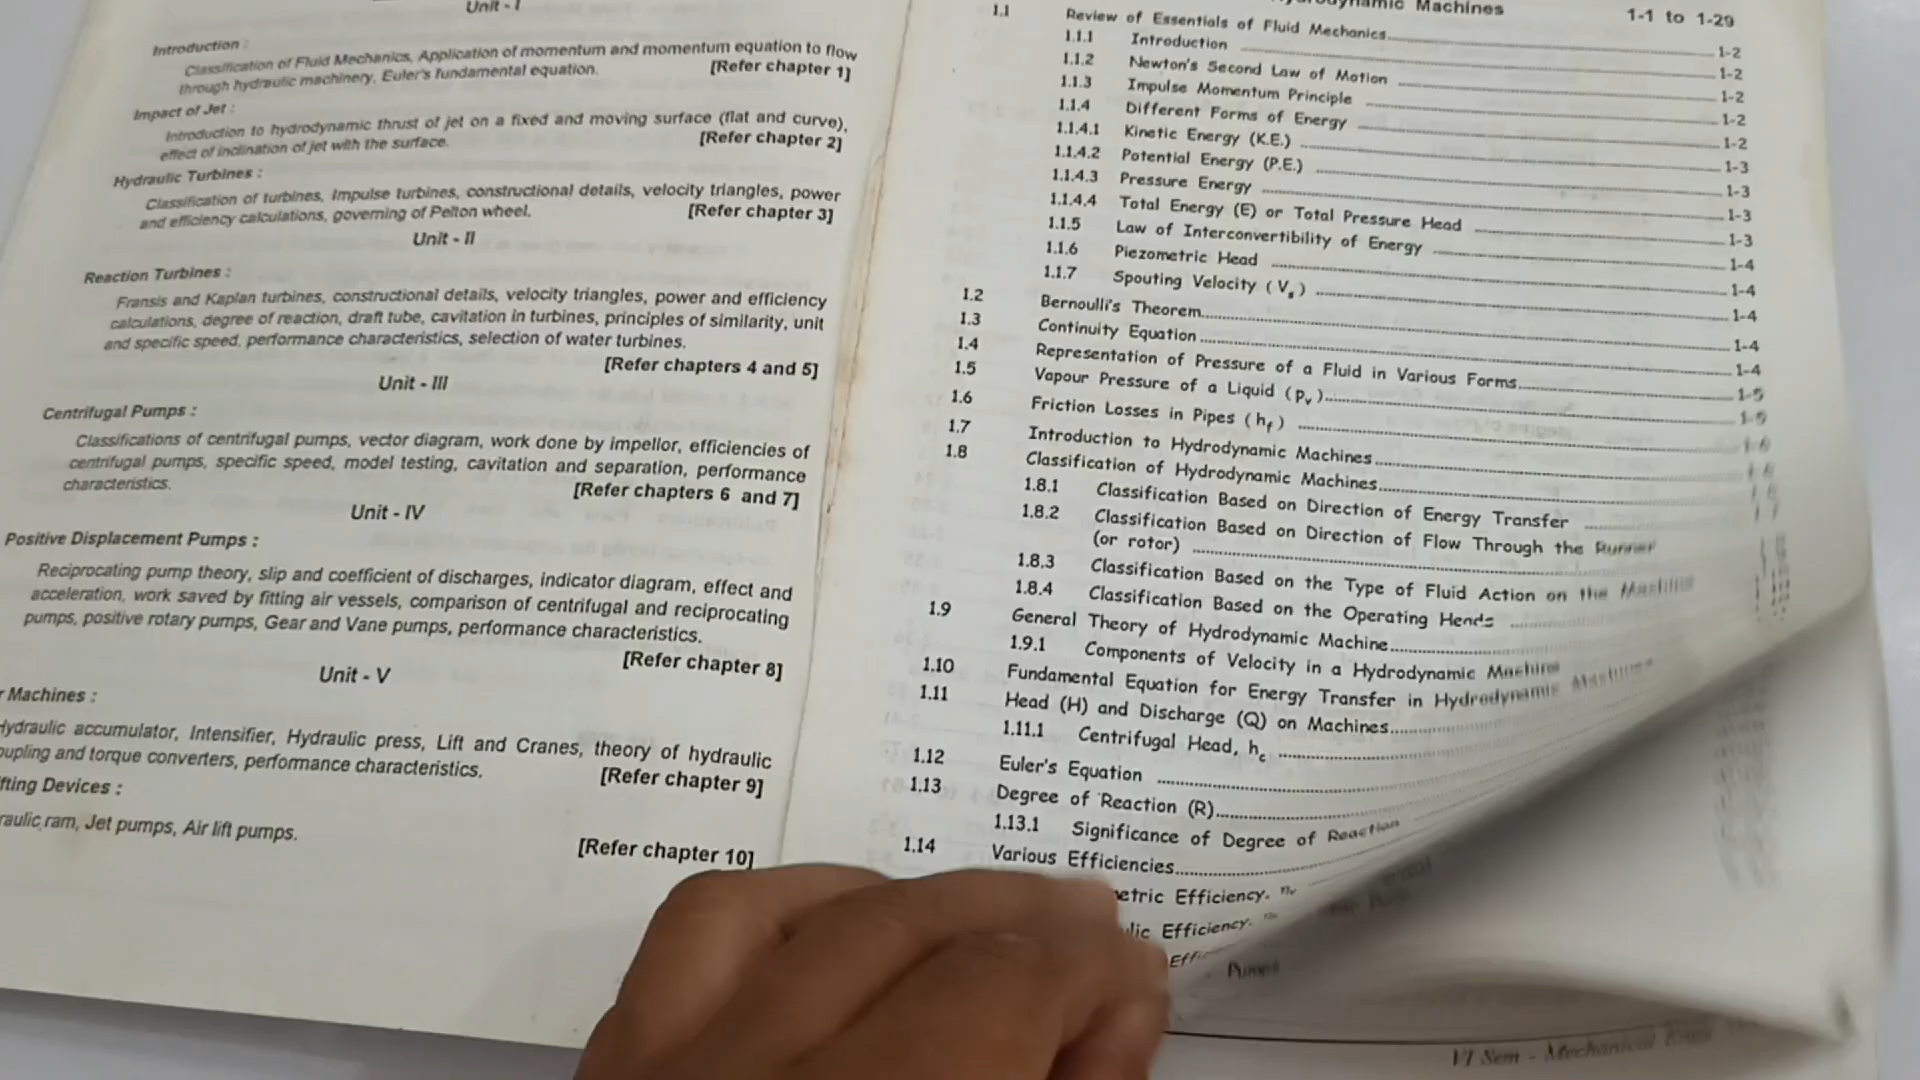 Unit - I
Introduction :
Classification of Fluid Mechanics, Application of momentum and momentum equation to flow
through hydraulic machinery, Euler's fundamental equation. [Refer chapter 1]
Impact of Jet :
Introduction to hydrodynamic thrust of jet on a fixed and moving surface (flat and curve),
effect of inclination of jet with the surface. [Refer chapter 2]
Hydraulic Turbines :
Classification of turbines, Impulse turbines, constructional details, velocity triangles, power
and efficiency calculations, governing of Pelton wheel. [Refer chapter 3]
Unit - II
Reaction Turbines :
Fransis and Kaplan turbines, constructional details, velocity triangles, power and efficiency
calculations, degree of reaction, draft tube, cavitation in turbines, principles of similarity, unit
and specific speed, performance characteristics, selection of water turbines.
[Refer chapters 4 and 5]
Unit - III
Centrifugal Pumps :
Classifications of centrifugal pumps, vector diagram, work done by impellor, efficiencies of
centrifugal pumps, specific speed, model testing, cavitation and separation, performance
characteristics. [Refer chapters 6 and 7]
Unit - IV
Positive Displacement Pumps :
Reciprocating pump theory, slip and coefficient of discharges, indicator diagram, effect and
acceleration, work saved by fitting air vessels, comparison of centrifugal and reciprocating
pumps, positive rotary pumps, Gear and Vane pumps, performance characteristics.
[Refer chapter 8]
Unit - V
Machines :
Hydraulic accumulator, Intensifier, Hydraulic press, Lift and Cranes, theory of hydraulic
oupling and torque converters, performance characteristics. [Refer chapter 9]
fting Devices :
raulic ram, Jet pumps, Air lift pumps.
[Refer chapter 10]
Machines 1-1 to 1-29
1.1 Review of Essentials of Fluid Mechanics 1-2
1.1.1 Introduction 1-2
1.1.2 Newton's Second Law of Motion 1-2
1.1.3 Impulse Momentum Principle 1-2
1.1.4 Different Forms of Energy 1-2
1.1.4.1 Kinetic Energy (K.E.) 1-3
1.1.4.2 Potential Energy (P.E.) 1-3
1.1.4.3 Pressure Energy 1-3
1.1.4.4 Total Energy (E) or Total Pressure Head 1-3
1.1.5 Law of Interconvertibility of Energy 1-4
1.1.6 Piezometric Head 1-4
1.1.7 Spouting Velocity (Vs) 1-4
1.2 Bernoulli's Theorem 1-4
1.3 Continuity Equation 1-4
1.4 Representation of Pressure of a Fluid in Various Forms 1-5
1.5 Vapour Pressure of a Liquid (pv) 1-5
1.6 Friction Losses in Pipes (hf)
1.7 Introduction to Hydrodynamic Machines
1.8 Classification of Hydrodynamic Machines
1.8.1 Classification Based on Direction of Energy Transfer
1.8.2 Classification Based on Direction of Flow Through the Runner
(or rotor)
1.8.3 Classification Based on the Type of Fluid Action on the
1.8.4 Classification Based on the Operating Heads
1.9 General Theory of Hydrodynamic Machine
1.9.1 Components of Velocity in a Hydrodynamic Machine
1.10 Fundamental Equation for Energy Transfer in Hydrodynamic Machines
1.11 Head (H) and Discharge (Q) on Machines
1.11.1 Centrifugal Head, hc
1.12 Euler's Equation
1.13 Degree of Reaction (R)
1.13.1 Significance of Degree of Reaction
1.14 Various Efficiencies
etric Efficiency,
lic Efficiency,
VI Sem - Mechanical